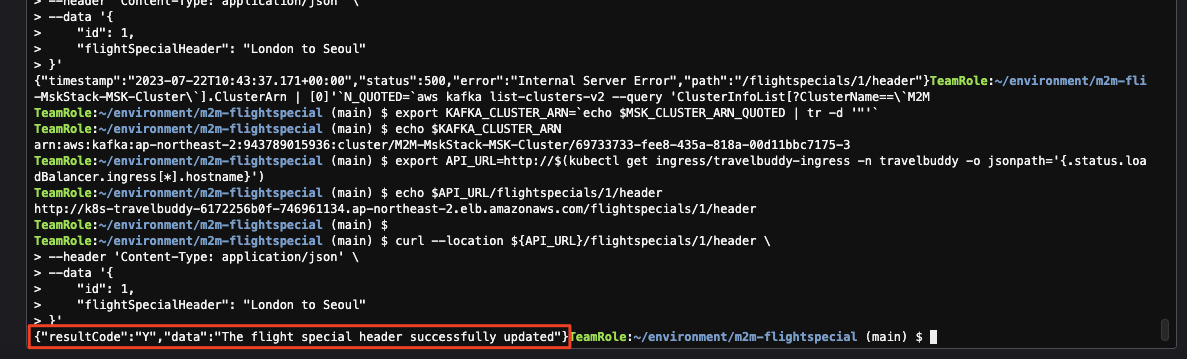 > --header 'Content-Type: application/json' \
> --data '{
>     "id": 1,
>     "flightSpecialHeader": "London to Seoul"
> }'
{"timestamp":"2023-07-22T10:43:37.171+00:00","status":500,"error":"Internal Server Error","path":"/flightspecials/1/header"}TeamRole:~/environment/m2m-fli
-MskStack-MSK-Cluster\`].ClusterArn | [0]'`N_QUOTED=`aws kafka list-clusters-v2 --query 'ClusterInfoList[?ClusterName==\`M2M
TeamRole:~/environment/m2m-flightspecial (main) $ export KAFKA_CLUSTER_ARN=`echo $MSK_CLUSTER_ARN_QUOTED | tr -d '"'`
TeamRole:~/environment/m2m-flightspecial (main) $ echo $KAFKA_CLUSTER_ARN
arn:aws:kafka:ap-northeast-2:943789015936:cluster/M2M-MskStack-MSK-Cluster/69733733-fee8-435a-818a-00d11bbc7175-3
TeamRole:~/environment/m2m-flightspecial (main) $ export API_URL=http://$(kubectl get ingress/travelbuddy-ingress -n travelbuddy -o jsonpath='{.status.loa
dBalancer.ingress[*].hostname}')
TeamRole:~/environment/m2m-flightspecial (main) $ echo $API_URL/flightspecials/1/header
http://k8s-travelbuddy-6172256b0f-746961134.ap-northeast-2.elb.amazonaws.com/flightspecials/1/header
TeamRole:~/environment/m2m-flightspecial (main) $
TeamRole:~/environment/m2m-flightspecial (main) $ curl --location ${API_URL}/flightspecials/1/header \
> --header 'Content-Type: application/json' \
> --data '{
>     "id": 1,
>     "flightSpecialHeader": "London to Seoul"
> }'
{"resultCode":"Y","data":"The flight special header successfully updated"}TeamRole:~/environment/m2m-flightspecial (main) $